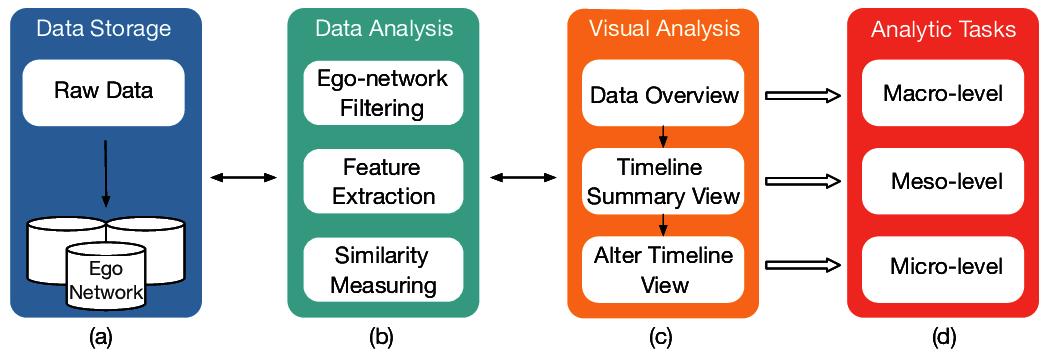 Data Storage
Raw Data
Ego
Network
(a)
Data Analysis
Ego-network
Filtering
Feature
Extraction
Similarity
Measuring
(b)
Visual Analysis
Data Overview
Timeline
Summary View
Alter Timeline
View
(c)
Analytic Tasks
Macro-level
Meso-level
Micro-level
(d)